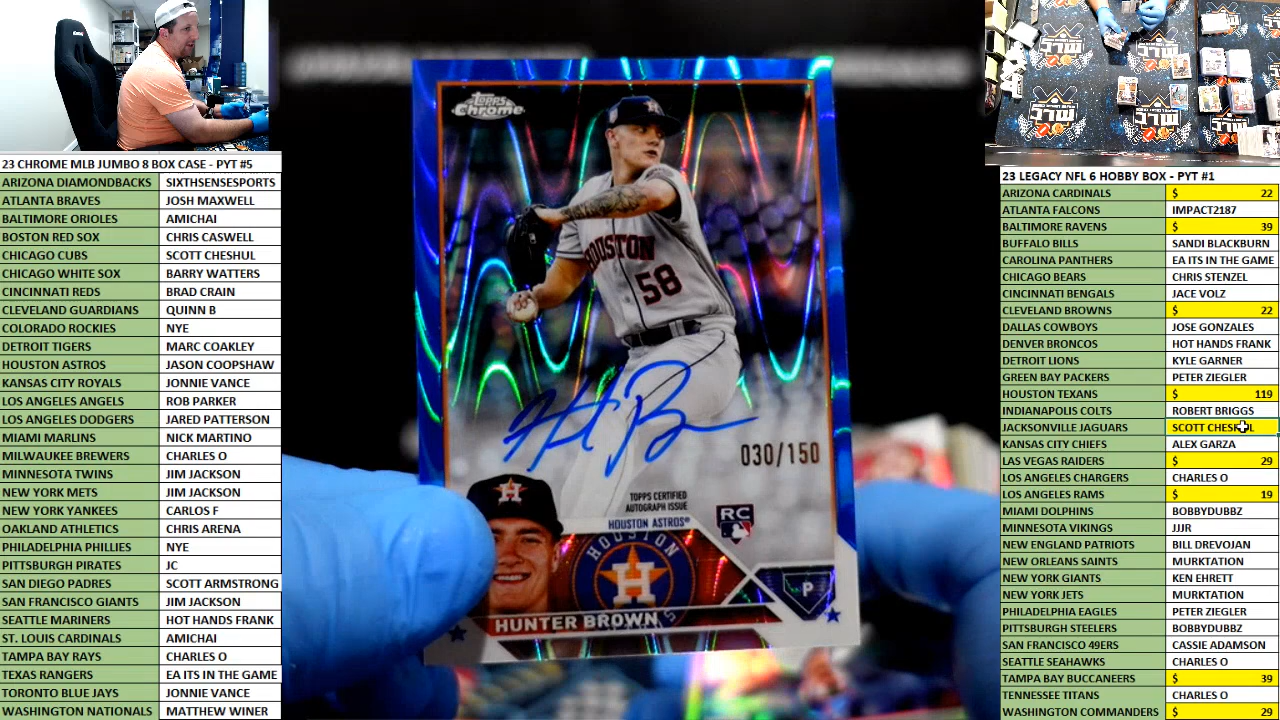 23 CHROME MLB JUMBO 8 BOX CASE - PYT #5
ARIZONA DIAMONDBACKS SIXTHSENSESPORTS
ATLANTA BRAVES JOSH MAXWELL
BALTIMORE ORIOLES AMICHAI
BOSTON RED SOX CHRIS CASWELL
CHICAGO CUBS SCOTT CHESHUL
CHICAGO WHITE SOX BARRY WATTERS
CINCINNATI REDS BRAD CRAIN
CLEVELAND GUARDIANS QUINN B
COLORADO ROCKIES NYE
DETROIT TIGERS MARC COAKLEY
HOUSTON ASTROS JASON COOPSHAW
KANSAS CITY ROYALS JONNIE VANCE
LOS ANGELES ANGELS ROB PARKER
LOS ANGELES DODGERS JARED PATTERSON
MIAMI MARLINS NICK MARTINO
MILWAUKEE BREWERS CHARLES O
MINNESOTA TWINS JIM JACKSON
NEW YORK METS JIM JACKSON
NEW YORK YANKEES CARLOS F
OAKLAND ATHLETICS CHRIS ARENA
PHILADELPHIA PHILLIES NYE
PITTSBURGH PIRATES JC
SAN DIEGO PADRES SCOTT ARMSTRONG
SAN FRANCISCO GIANTS JIM JACKSON
SEATTLE MARINERS HOT HANDS FRANK
ST. LOUIS CARDINALS AMICHAI
TAMPA BAY RAYS CHARLES O
TEXAS RANGERS EA ITS IN THE GAME
TORONTO BLUE JAYS JONNIE VANCE
WASHINGTON NATIONALS MATTHEW WINER
TOPPS Chrome
HOUSTON
58
030/150
TOPPS CERTIFIED
AUTOGRAPH ISSUE
HOUSTON ASTROS®
RC
HOUSTON
H
P
HUNTER BROWN
23 LEGACY NFL 6 HOBBY BOX - PYT #1
ARIZONA CARDINALS $ 22
ATLANTA FALCONS IMPACT2187
BALTIMORE RAVENS $ 39
BUFFALO BILLS SANDI BLACKBURN
CAROLINA PANTHERS EA ITS IN THE GAME
CHICAGO BEARS CHRIS STENZEL
CINCINNATI BENGALS JACE VOLZ
CLEVELAND BROWNS $ 22
DALLAS COWBOYS JOSE GONZALES
DENVER BRONCOS HOT HANDS FRANK
DETROIT LIONS KYLE GARNER
GREEN BAY PACKERS PETER ZIEGLER
HOUSTON TEXANS $ 119
INDIANAPOLIS COLTS ROBERT BRIGGS
JACKSONVILLE JAGUARS SCOTT
KANSAS CITY CHIEFS ALEX GARZA
LAS VEGAS RAIDERS $ 29
LOS ANGELES CHARGERS CHARLES O
LOS ANGELES RAMS $ 19
MIAMI DOLPHINS BOBBYDUBBZ
MINNESOTA VIKINGS JJJR
NEW ENGLAND PATRIOTS BILL DREVOJAN
NEW ORLEANS SAINTS MURKTATION
NEW YORK GIANTS KEN EHRETT
NEW YORK JETS MURKTATION
PHILADELPHIA EAGLES PETER ZIEGLER
PITTSBURGH STEELERS BOBBYDUBBZ
SAN FRANCISCO 49ERS CASSIE ADAMSON
SEATTLE SEAHAWKS CHARLES O
TAMPA BAY BUCCANEERS $ 39
TENNESSEE TITANS CHARLES O
WASHINGTON COMMANDERS $ 29